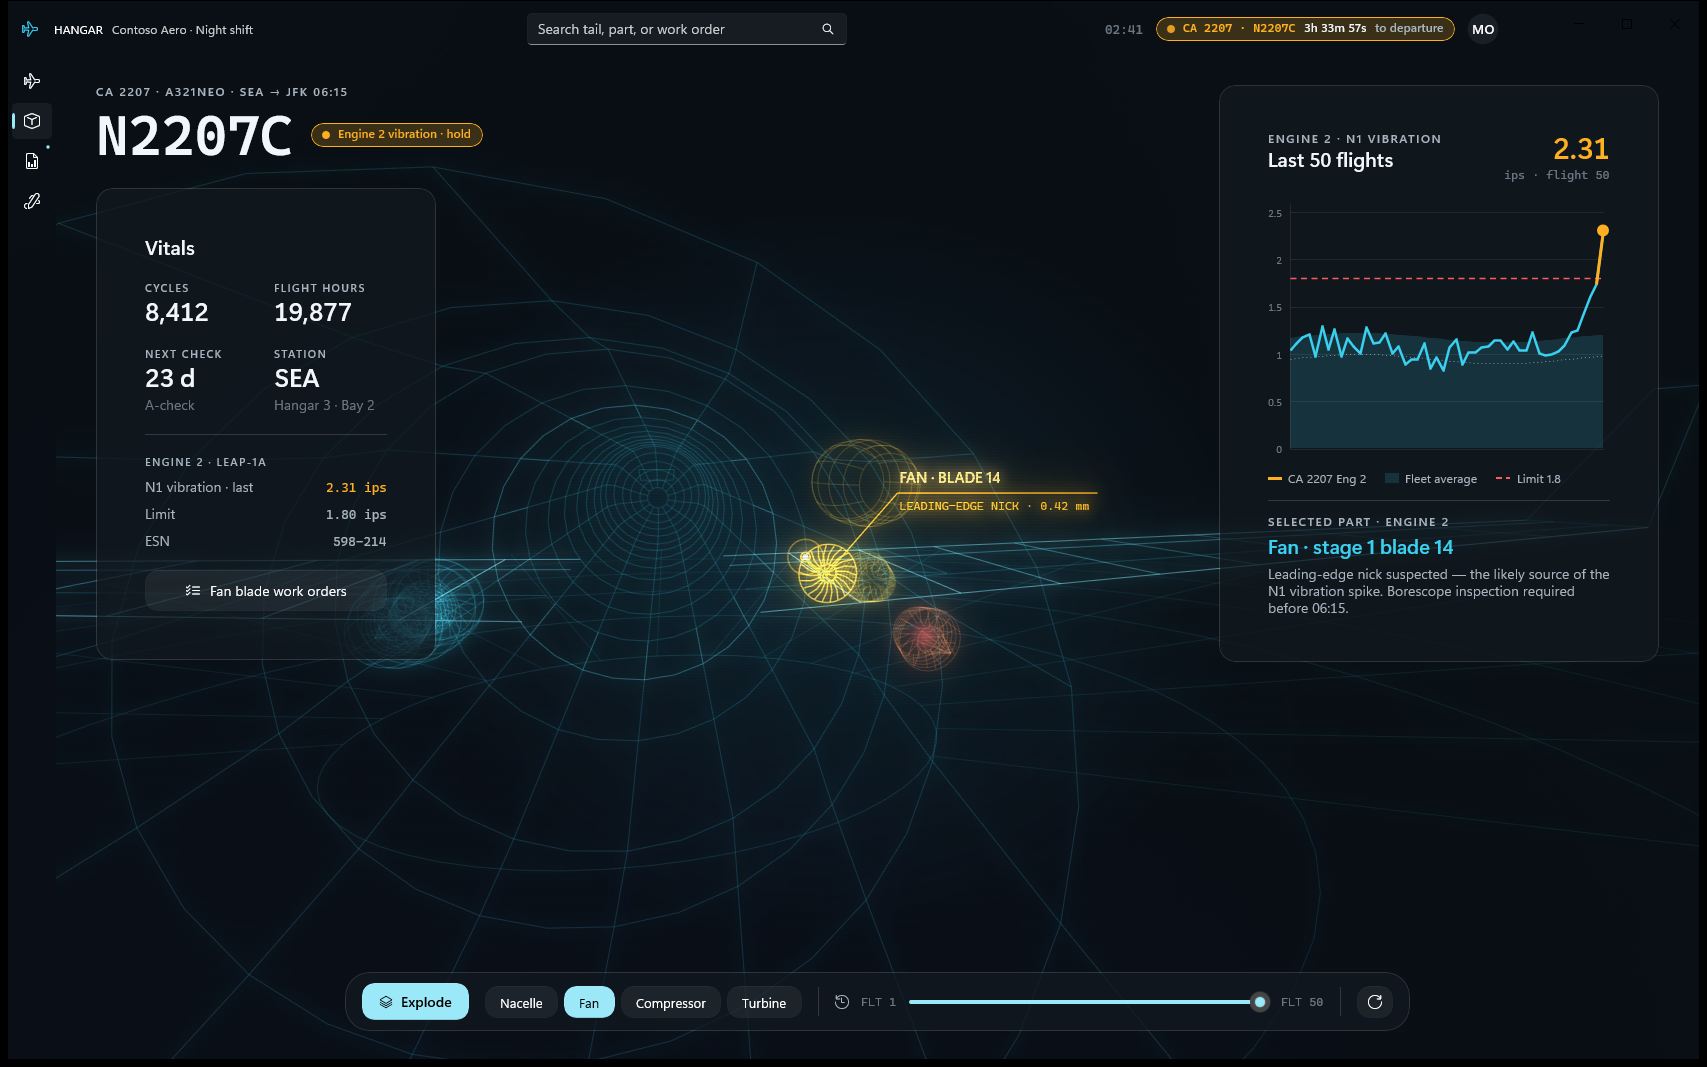 HANGAR Contoso Aero · Night shift
Search tail, part, or work order
02:41
CA 2207 · N2207C 3h 33m 57s to departure
MO
CA 2207 · A321NEO · SEA → JFK 06:15
N2207C
Engine 2 vibration · hold
Vitals
CYCLES
8,412
FLIGHT HOURS
19,877
NEXT CHECK
23 d
A-check
STATION
SEA
Hangar 3 · Bay 2
ENGINE 2 · LEAP-1A
N1 vibration · last 2.31 ips
Limit 1.80 ips
ESN 598-214
Fan blade work orders
FAN · BLADE 14
LEADING-EDGE NICK · 0.42 mm
ENGINE 2 · N1 VIBRATION
Last 50 flights
2.31
ips · flight 50
2.5
2
1.5
1
0.5
0
CA 2207 Eng 2
Fleet average
Limit 1.8
SELECTED PART · ENGINE 2
Fan · stage 1 blade 14
Leading-edge nick suspected — the likely source of the
N1 vibration spike. Borescope inspection required
before 06:15.
Explode
Nacelle
Fan
Compressor
Turbine
FLT 1
FLT 50